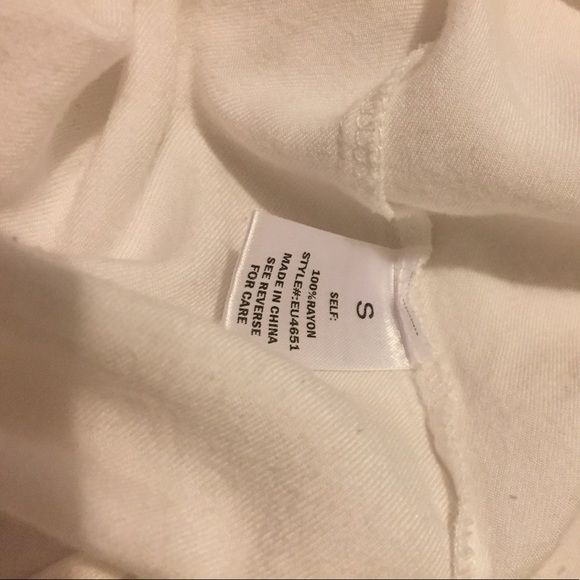 S
SELF:
100%RAYON
STYLE#:EU4651
MADE IN CHINA
SEE REVERSE
FOR CARE